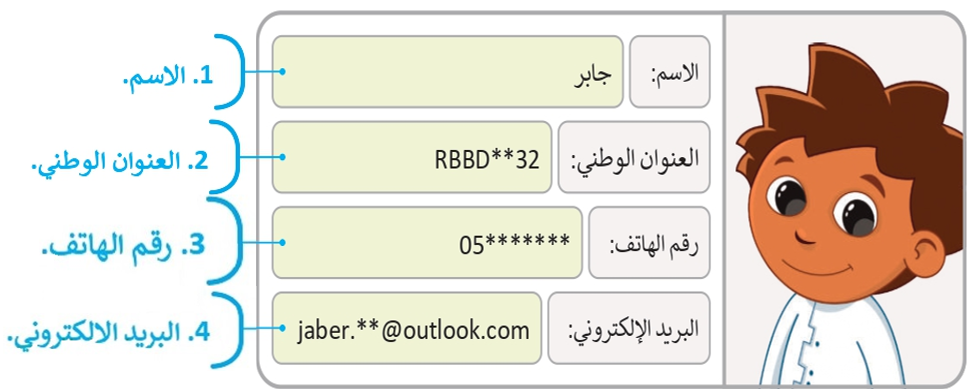 الاسم: جابر
1. الاسم.
العنوان الوطني: RBBD**32
2. العنوان الوطني.
رقم الهاتف: 05*******
3. رقم الهاتف.
البريد الإلكتروني: jaber.**@outlook.com
4. البريد الالكتروني.